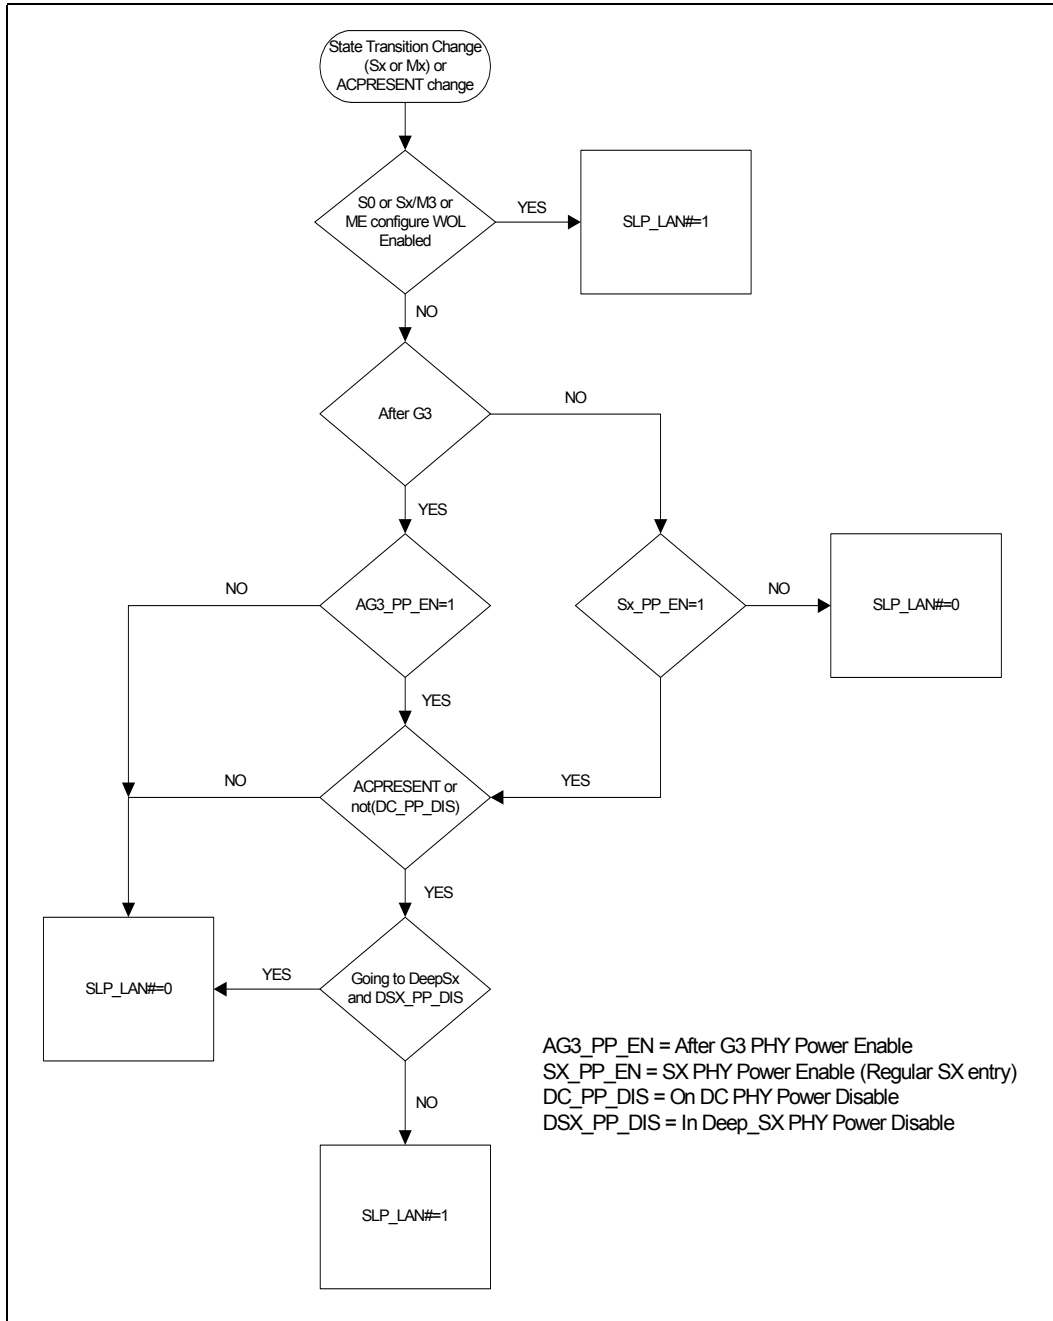 State Transition Change
(Sx or Mx) or
ACPRESENT change
S0 or Sx/M3 or
ME configure WOL
Enabled
YES
SLP_LAN#=1
NO
After G3
NO
YES
AG3_PP_EN=1
NO
Sx_PP_EN=1
NO
SLP_LAN#=0
YES
ACPRESENT or
not(DC_PP_DIS)
NO
YES
YES
Going to DeepSx
and DSX_PP_DIS
YES
SLP_LAN#=0
NO
SLP_LAN#=1
AG3_PP_EN = After G3 PHY Power Enable
SX_PP_EN = SX PHY Power Enable (Regular SX entry)
DC_PP_DIS = On DC PHY Power Disable
DSX_PP_DIS = In Deep_SX PHY Power Disable